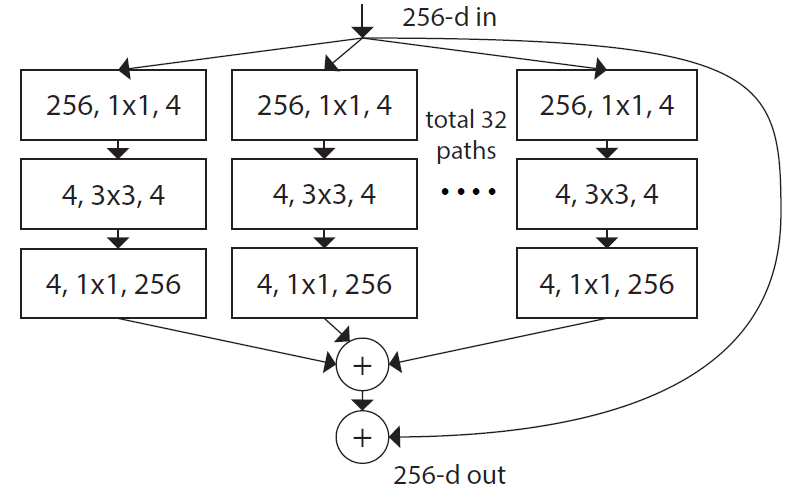 256-d in
256, 1x1, 4
256, 1x1, 4
256, 1x1, 4
total 32
paths
4, 3x3, 4
4, 3x3, 4
....
4, 3x3, 4
4, 1x1, 256
4, 1x1, 256
4, 1x1, 256
+
+
256-d out